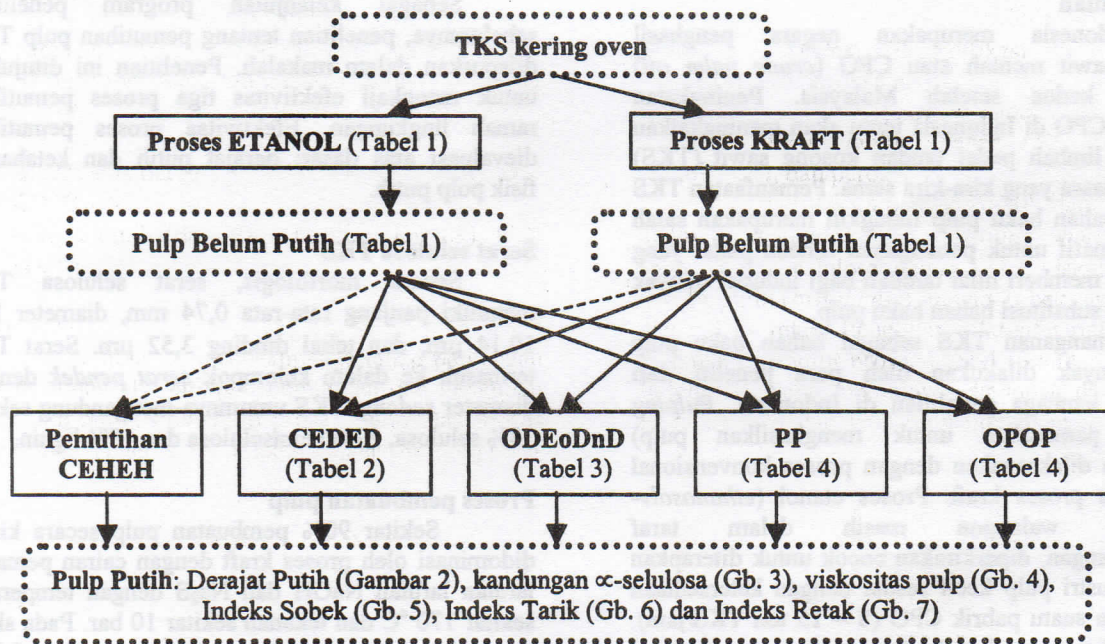 TKS kering oven
Proses ETANOL (Tabel 1)
Proses KRAFT (Tabel 1)
Pulp Belum Putih (Tabel 1)
Pulp Belum Putih (Tabel 1)
Pemutihan
CEHEH
CEDED
(Tabel 2)
ODEoDnD
(Tabel 3)
PP
(Tabel 4)
OPOP
(Tabel 4)
Pulp Putih: Derajat Putih (Gambar 2), kandungan ∝-selulosa (Gb. 3), viskositas pulp (Gb. 4),
Indeks Sobek (Gb.5), Indeks Tarik (Gb. 6) dan Indeks Retak (Gb.7)